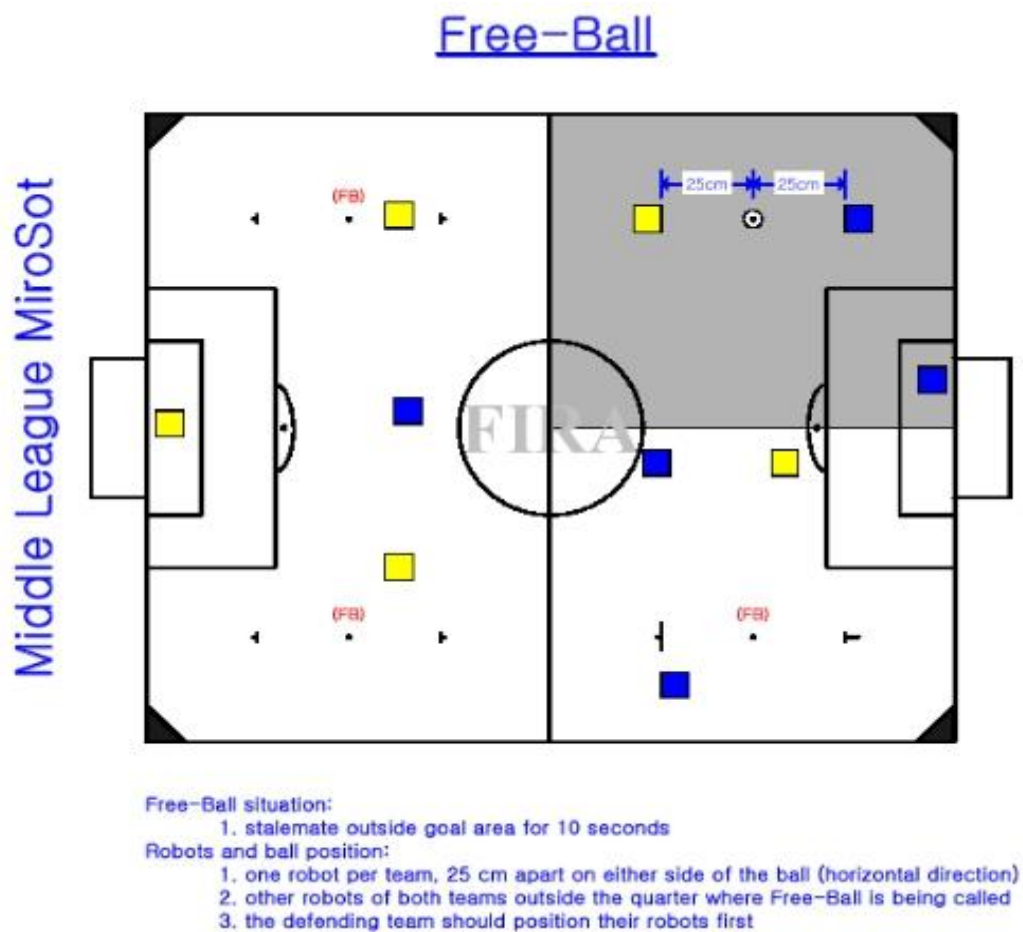 Free-Ball
Middle League MiroSot
(FB)
25cm
25cm
FIRA
(FB)
(FB)
Free-Ball situation:
1. stalemate outside goal area for 10 seconds
Robots and ball position:
1. one robot per team, 25 cm apart on either side of the ball (horizontal direction)
2. other robots of both teams outside the quarter where Free-Ball is being called
3. the defending team should position their robots first